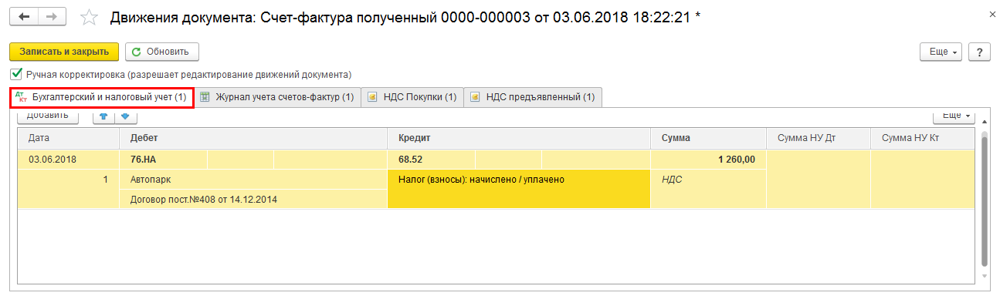 Движения документа: Счет-фактура полученный 0000-000003 от 03.06.2018 18:22:21 *
Записать и закрыть Обновить Еще ?
Ручная корректировка (разрешает редактирование движений документа)
Дт Кт Бухгалтерский и налоговый учет (1) Журнал учета счетов-фактур (1) НДС Покупки (1) НДС предъявленный (1)
Добавить Еще
Дата Дебет Кредит Сумма Сумма НУ Дт Сумма НУ Кт
03.06.2018 76.НА 68.52 1 260,00
1 Автопарк Налог (взносы): начислено / уплачено НДС
Договор пост.№408 от 14.12.2014